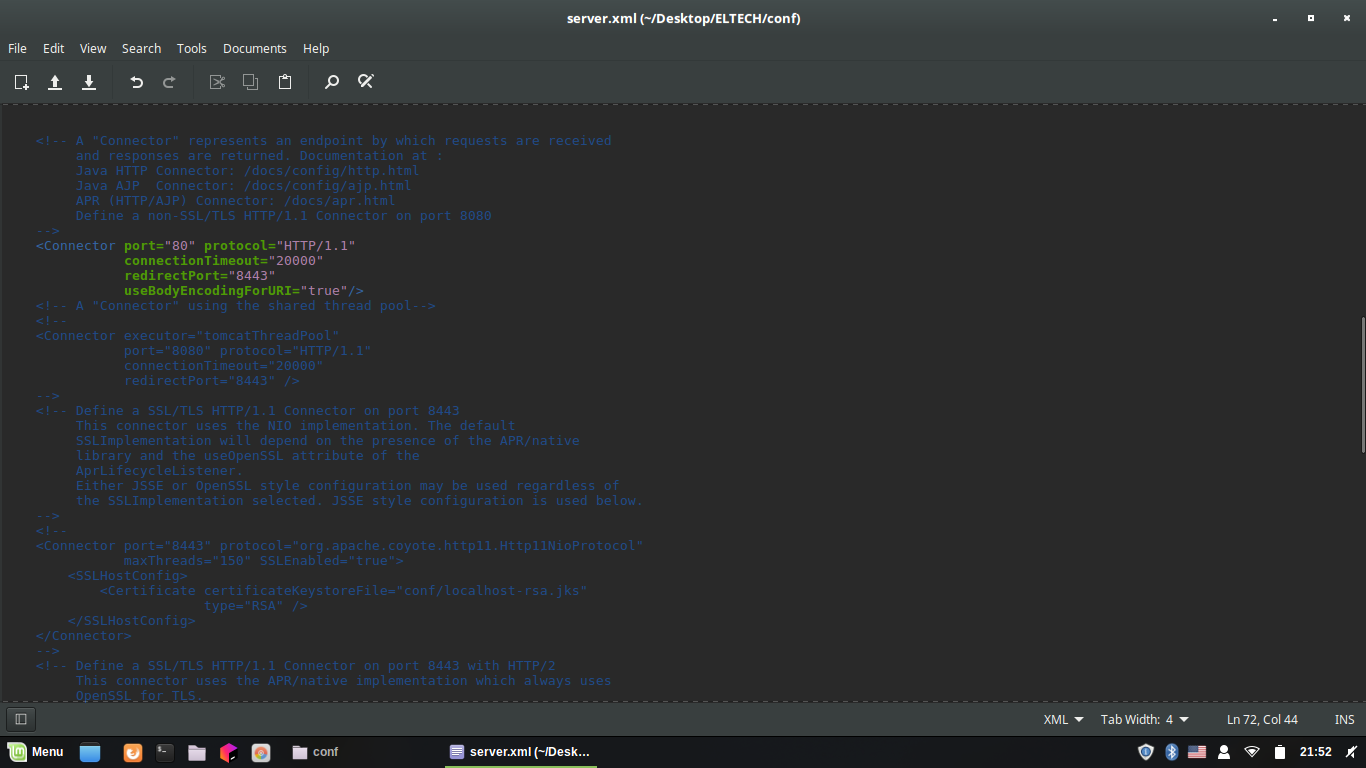 server.xml (~/Desktop/ELTECH/conf)
File Edit View Search Tools Documents Help
<!-- A "Connector" represents an endpoint by which requests are received
and responses are returned. Documentation at :
Java HTTP Connector: /docs/config/http.html
Java AJP  Connector: /docs/config/ajp.html
APR (HTTP/AJP) Connector: /docs/apr.html
Define a non-SSL/TLS HTTP/1.1 Connector on port 8080
-->
<Connector port="80" protocol="HTTP/1.1"
connectionTimeout="20000"
redirectPort="8443"
useBodyEncodingForURI="true"/>
<!-- A "Connector" using the shared thread pool-->
<!--
<Connector executor="tomcatThreadPool"
port="8080" protocol="HTTP/1.1"
connectionTimeout="20000"
redirectPort="8443" />
-->
<!-- Define a SSL/TLS HTTP/1.1 Connector on port 8443
This connector uses the NIO implementation. The default
SSLImplementation will depend on the presence of the APR/native
library and the useOpenSSL attribute of the
AprLifecycleListener.
Either JSSE or OpenSSL style configuration may be used regardless of
the SSLImplementation selected. JSSE style configuration is used below.
-->
<!--
<Connector port="8443" protocol="org.apache.coyote.http11.Http11NioProtocol"
maxThreads="150" SSLEnabled="true">
<SSLHostConfig>
<Certificate certificateKeystoreFile="conf/localhost-rsa.jks"
type="RSA" />
</SSLHostConfig>
</Connector>
-->
<!-- Define a SSL/TLS HTTP/1.1 Connector on port 8443 with HTTP/2
This connector uses the APR/native implementation which always uses
OpenSSL for TLS.
XML Tab Width: 4 Ln 72, Col 44 INS
Menu conf server.xml (~/Desk... 21:52